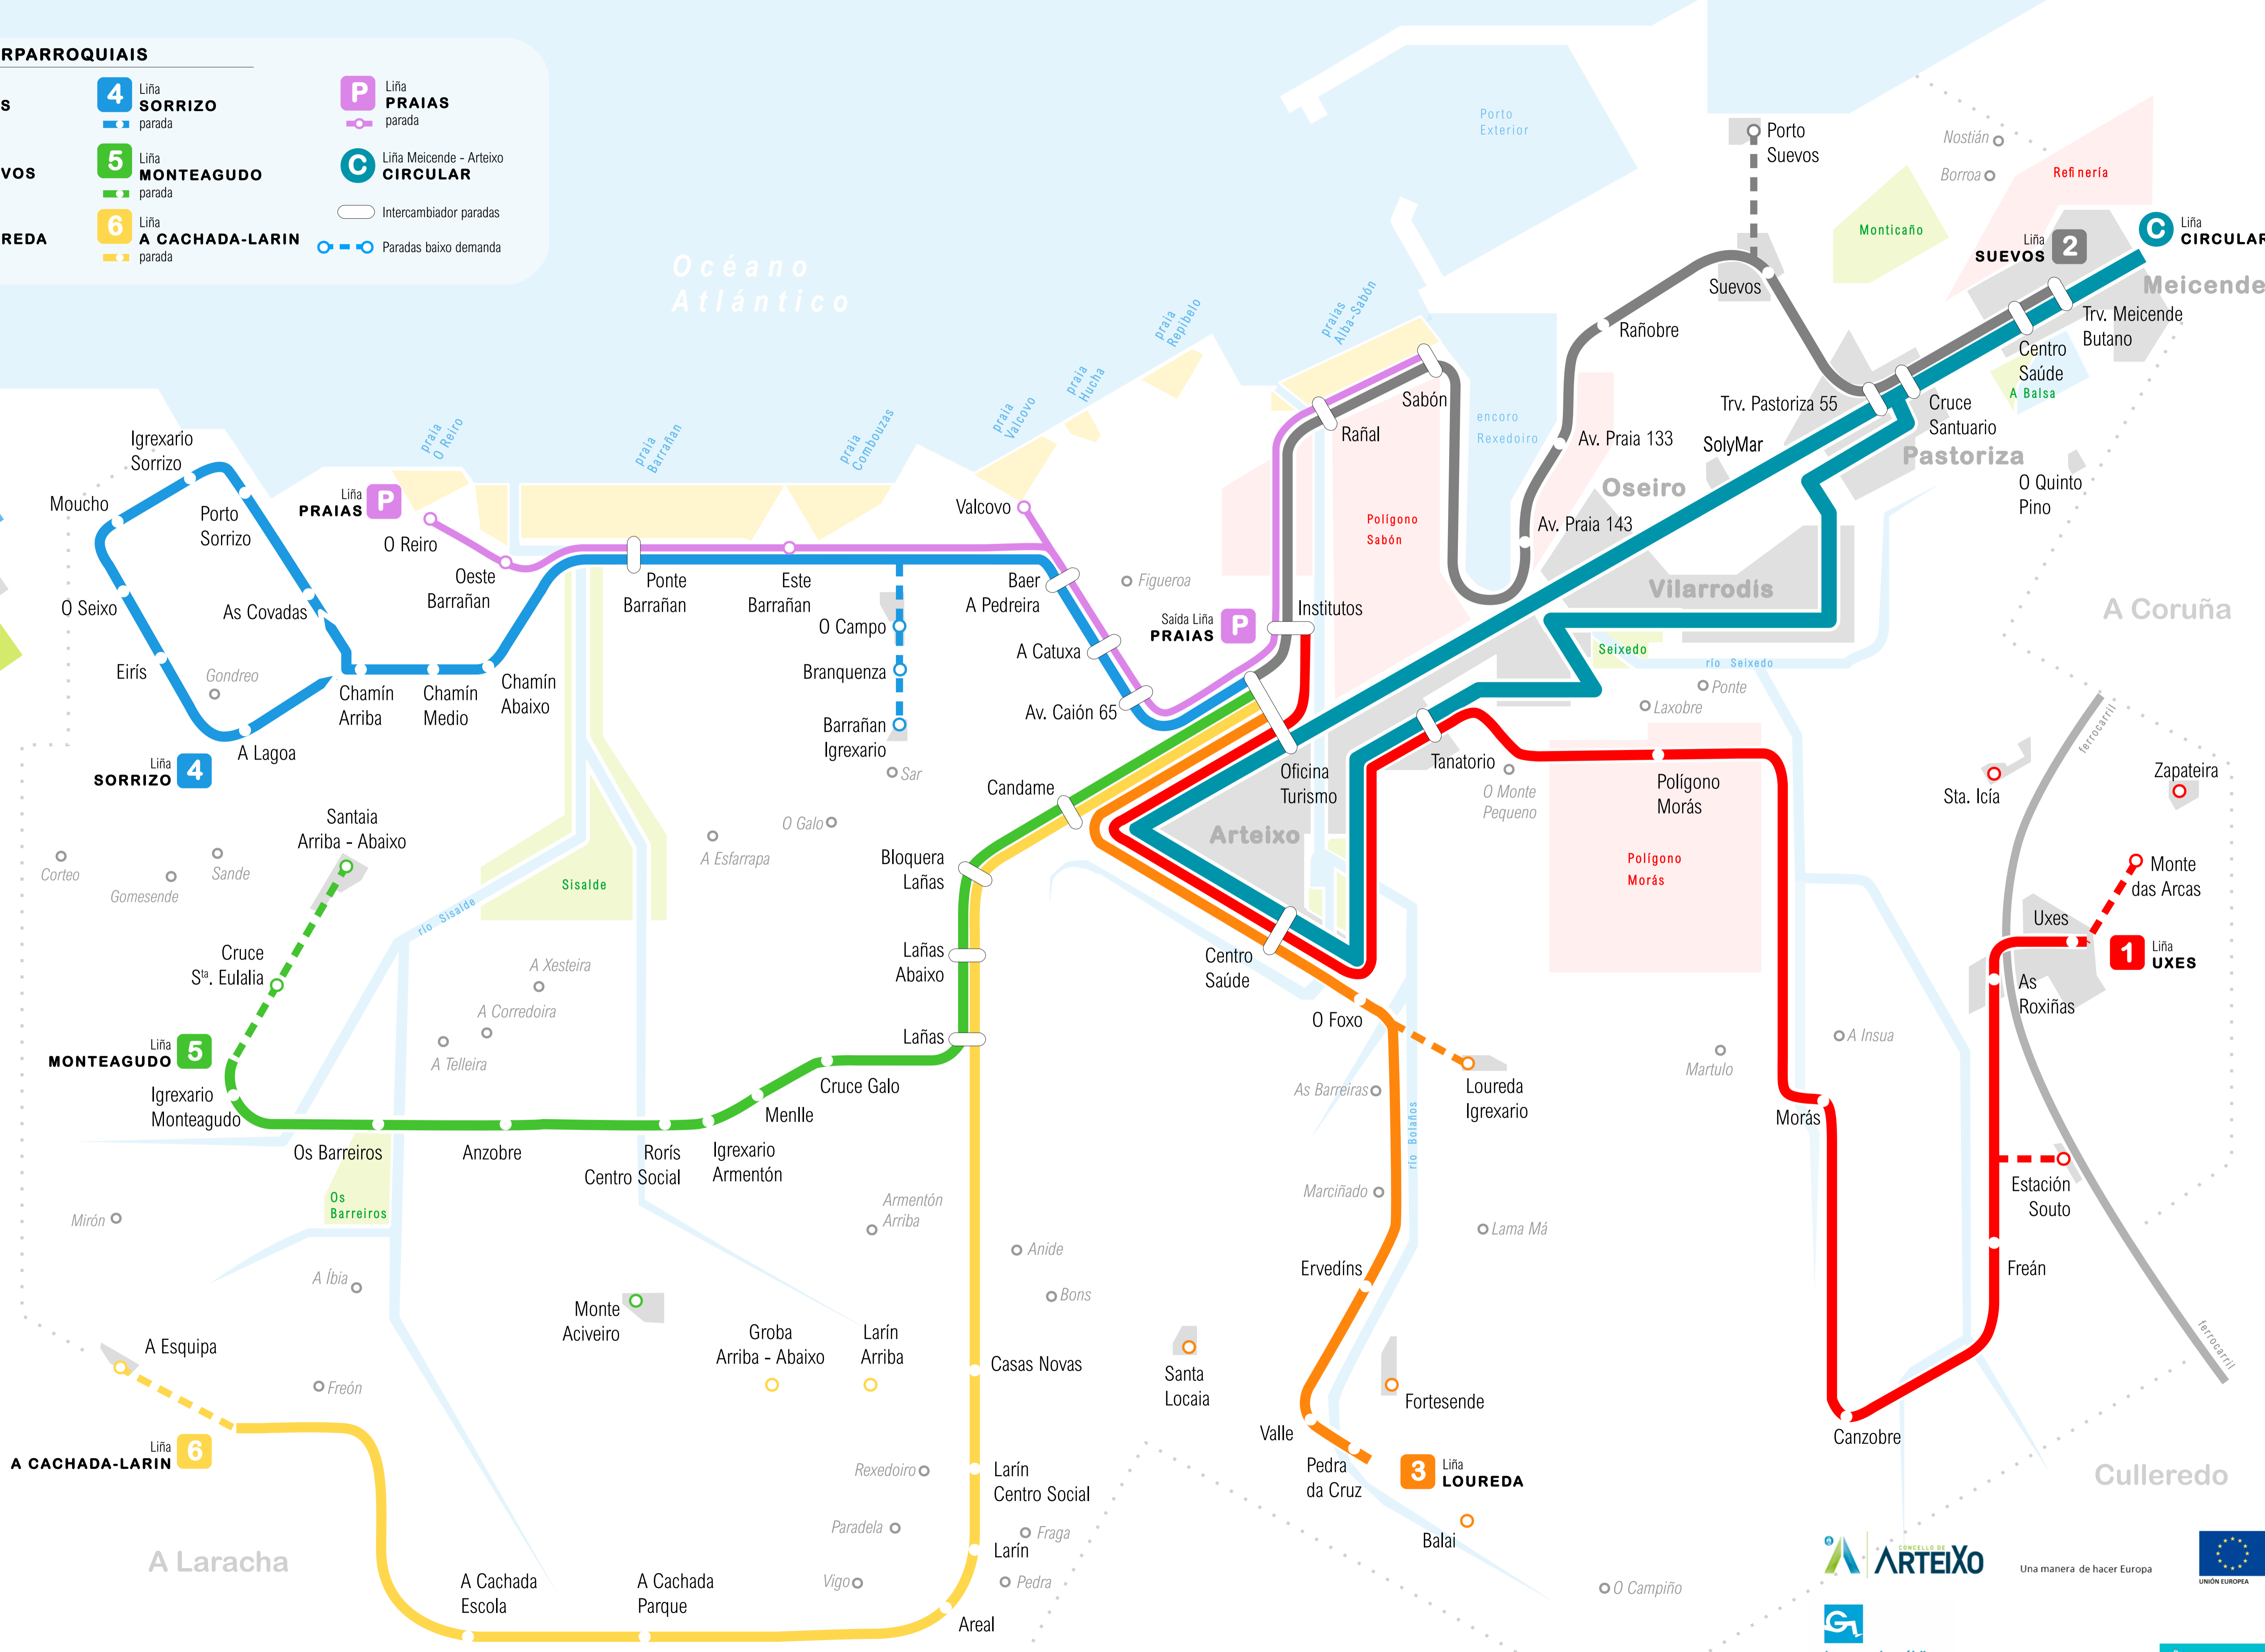 RPARROQUIAIS
S
VOS
REDA
4 Liña
SORRIZO
parada
5 Liña
MONTEAGUDO
parada
6 Liña
A CACHADA-LARIN
parada
P Liña
PRAIAS
parada
C Liña Meicende - Arteixo
CIRCULAR
Intercambiador paradas
Paradas baixo demanda
Océano
Atlántico
Porto
Exterior
Porto
Suevos
Nostián
Borroa
Refinería
Monticaño
Liña
SUEVOS 2
C Liña
CIRCULAR
Meicende
Suevos
Rañobre
Trv. Meicende
Butano
Centro
Saúde
A Balsa
Trv. Pastoriza 55
Cruce
Santuario
Pastoriza
SolyMar
O Quinto
Pino
Oseiro
Av. Praia 133
Av. Praia 143
encoro
Rexedoiro
Sabón
Rañal
Polígono
Sabón
praias
Alba-Sabón
praia
Repibelo
praia
Hucha
praia
Valcovo
praia
Combouzas
praia
Barrañan
praia
O Reiro
Igrexario
Sorrizo
Moucho
Porto
Sorrizo
O Seixo
As Covadas
Eirís
Gondreo
A Lagoa
Chamín
Arriba
Chamín
Medio
Chamín
Abaixo
Liña
SORRIZO 4
Liña
PRAIAS P
O Reiro
Oeste
Barrañan
Ponte
Barrañan
Este
Barrañan
Valcovo
Baer
A Pedreira
Figueroa
A Catuxa
Av. Caión 65
O Campo
Branquenza
Barrañan
Igrexario
Sar
Saída Liña
PRAIAS P
Institutos
Vilarrodís
A Coruña
Seixedo
río Seixedo
Ponte
Laxobre
Oficina
Turismo
Tanatorio
O Monte
Pequeno
Polígono
Morás
Polígono
Morás
Sta. Icía
ferrocarril
Zapateira
Monte
das Arcas
Uxes
1 Liña
UXES
As
Roxiñas
Candame
Arteixo
Santaia
Arriba - Abaixo
O Galo
A Esfarrapa
Bloquera
Lañas
Corteo
Gomesende
Sande
Sisalde
río Sisalde
Cruce
Sta. Eulalia
A Xesteira
A Corredoira
A Telleira
Lañas
Abaixo
Lañas
Centro
Saúde
O Foxo
Loureda
Igrexario
As Barreiras
río Bolaños
Martulo
A Insua
Morás
Liña
MONTEAGUDO 5
Igrexario
Monteagudo
Os Barreiros
Anzobre
Rorís
Centro Social
Igrexario
Armentón
Menlle
Cruce Galo
Os
Barreiros
Mirón
Armentón
Arriba
Marciñado
Lama Má
Estación
Souto
Freán
A Íbia
Anide
Bons
Ervedíns
Monte
Aciveiro
Groba
Arriba - Abaixo
Larín
Arriba
Casas Novas
Santa
Locaia
Fortesende
A Esquipa
Freón
Liña
A CACHADA-LARIN 6
Valle
Pedra
da Cruz
3 Liña
LOUREDA
Balai
Canzobre
ferrocarril
Culleredo
Rexedoiro
Larín
Centro Social
Paradela
Fraga
Larín
Vigo
Pedra
Areal
A Laracha
A Cachada
Escola
A Cachada
Parque
O Campiño
CONCELLO DE
ARTEIXO
Una manera de hacer Europa
UNIÓN EUROPEA